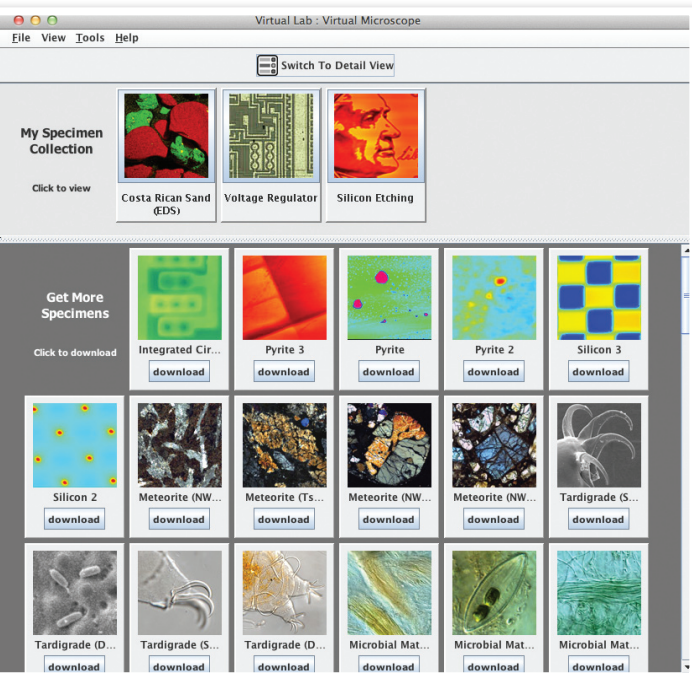 Virtual Lab : Virtual Microscope
File View Tools Help
Switch To Detail View
My Specimen
Collection
Click to view
Costa Rican Sand
(EDS)
Voltage Regulator
Silicon Etching
Get More
Specimens
Click to download
Integrated Cir...
Pyrite 3
Pyrite
Pyrite 2
Silicon 3
download
download
download
download
download
Silicon 2
Meteorite (NW...
Meteorite (Ts...
Meteorite (NW...
Meteorite (NW...
Tardigrade (S...
download
download
download
download
download
download
Tardigrade (D...
Tardigrade (S...
Tardigrade (D...
Microbial Mat...
Microbial Mat...
Microbial Mat...
download
download
download
download
download
download